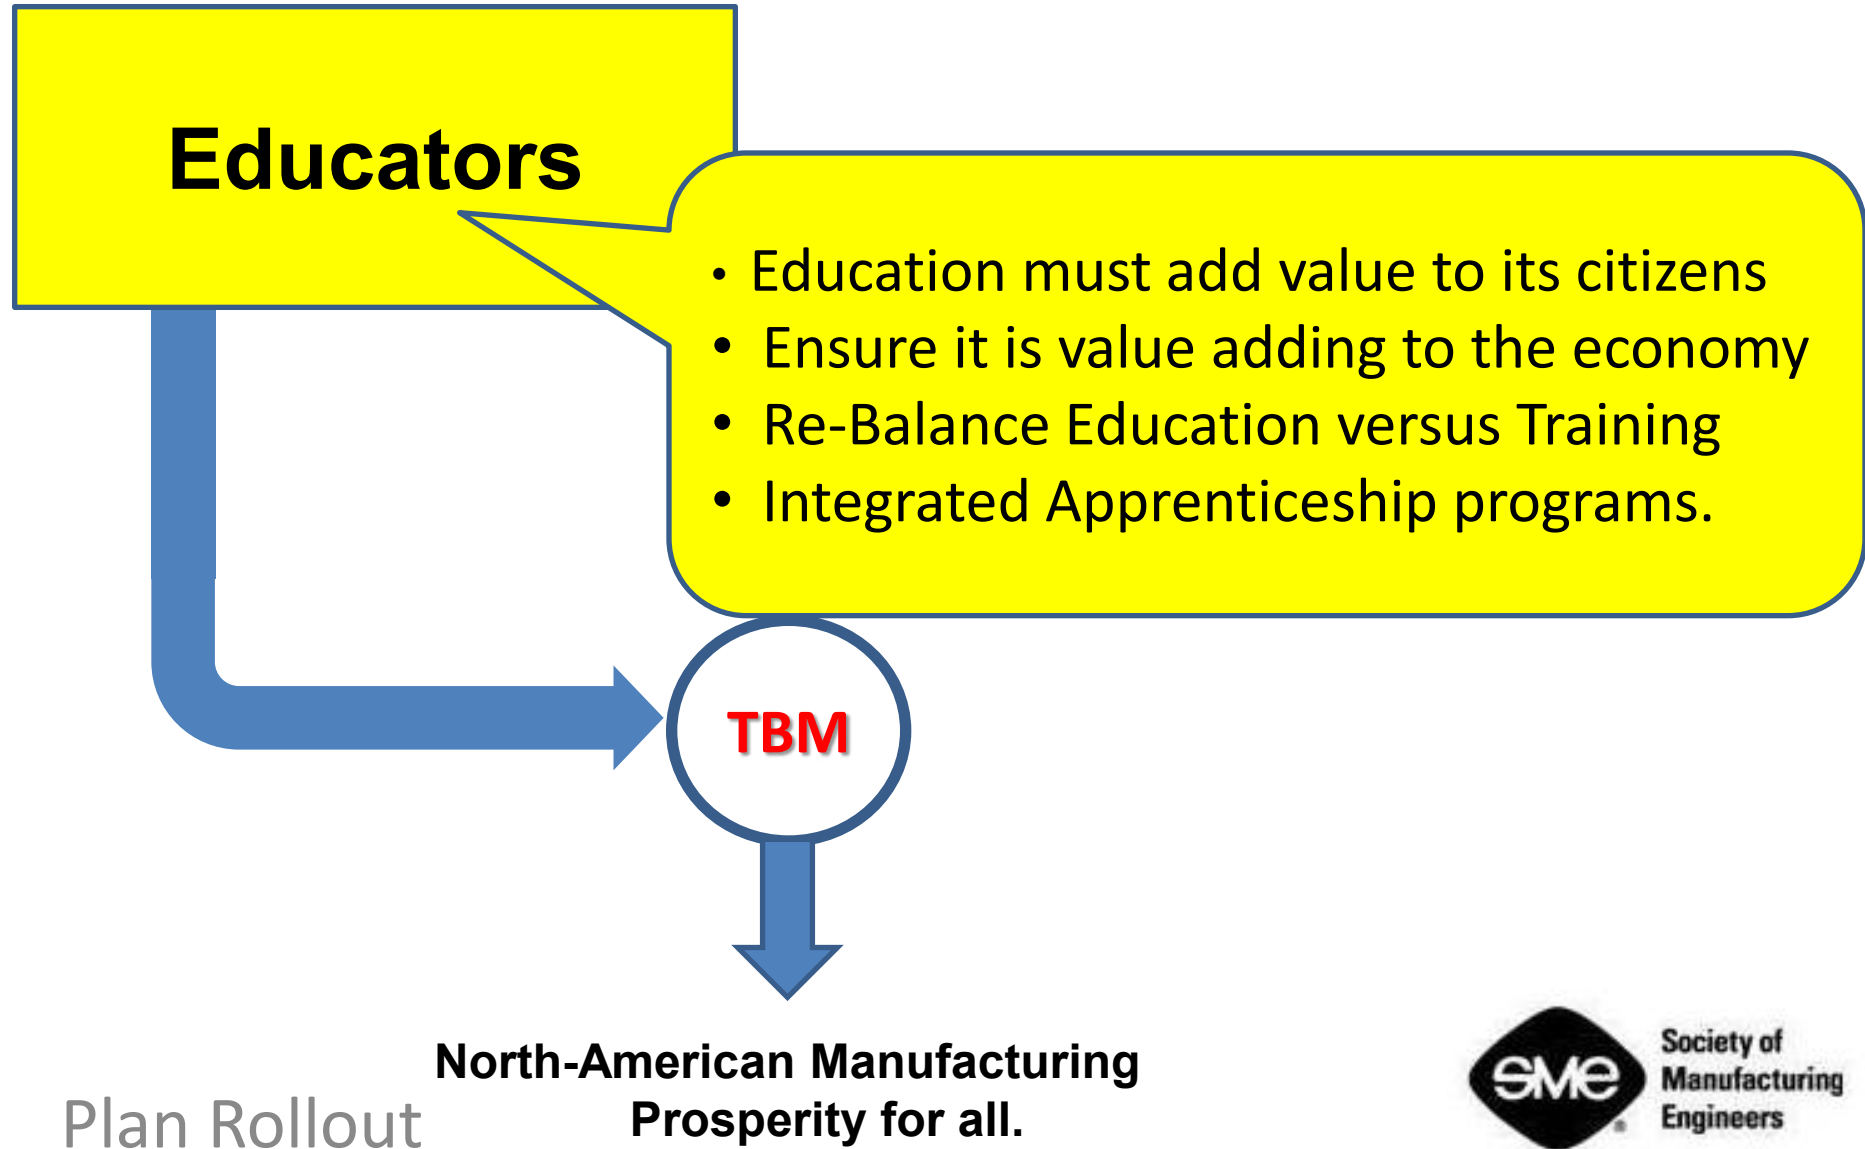 Educators
• Education must add value to its citizens
• Ensure it is value adding to the economy
• Re-Balance Education versus Training
• Integrated Apprenticeship programs.
TBM
North-American Manufacturing
Prosperity for all.
Plan Rollout
SME
®
Society of
Manufacturing
Engineers